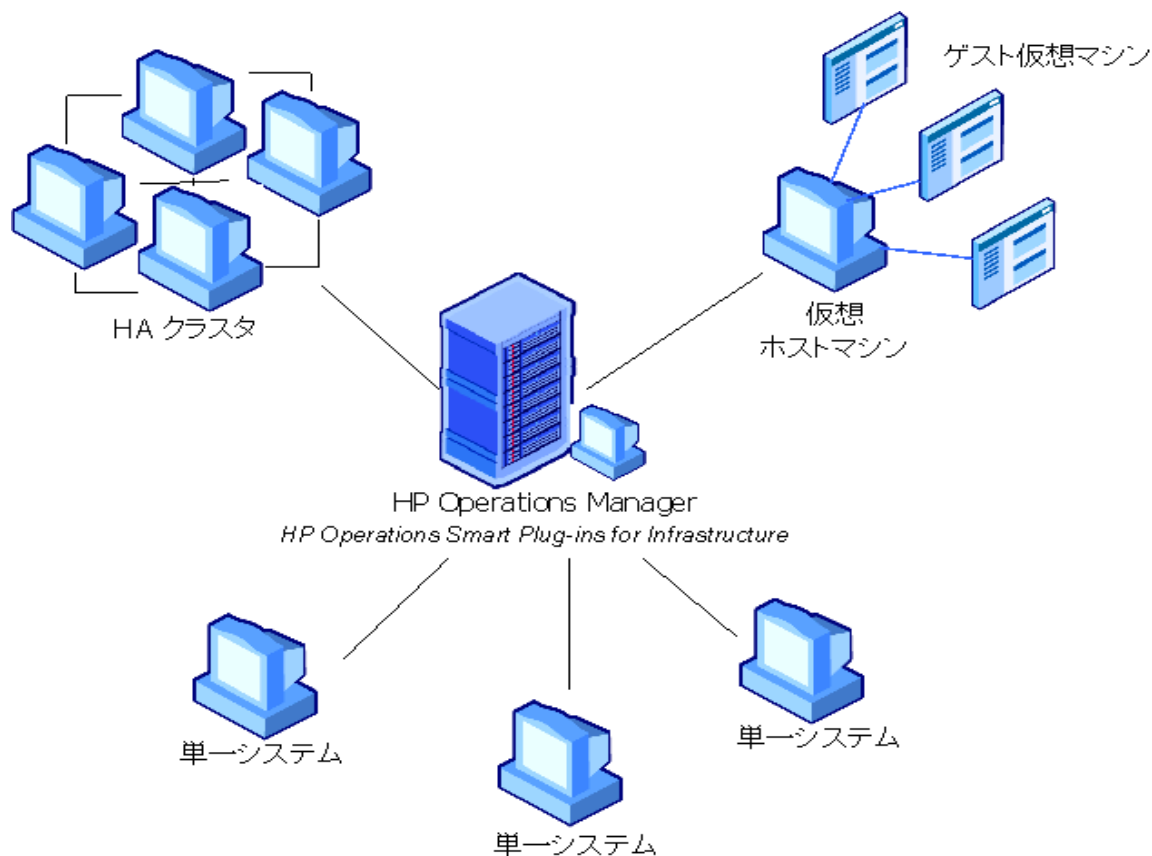 ゲスト仮想マシン
HA クラスタ
仮想
ホストマシン
HP Operations Manager
HP Operations Smart Plug-ins for Infrastructure
単一システム
単一システム
単一システム